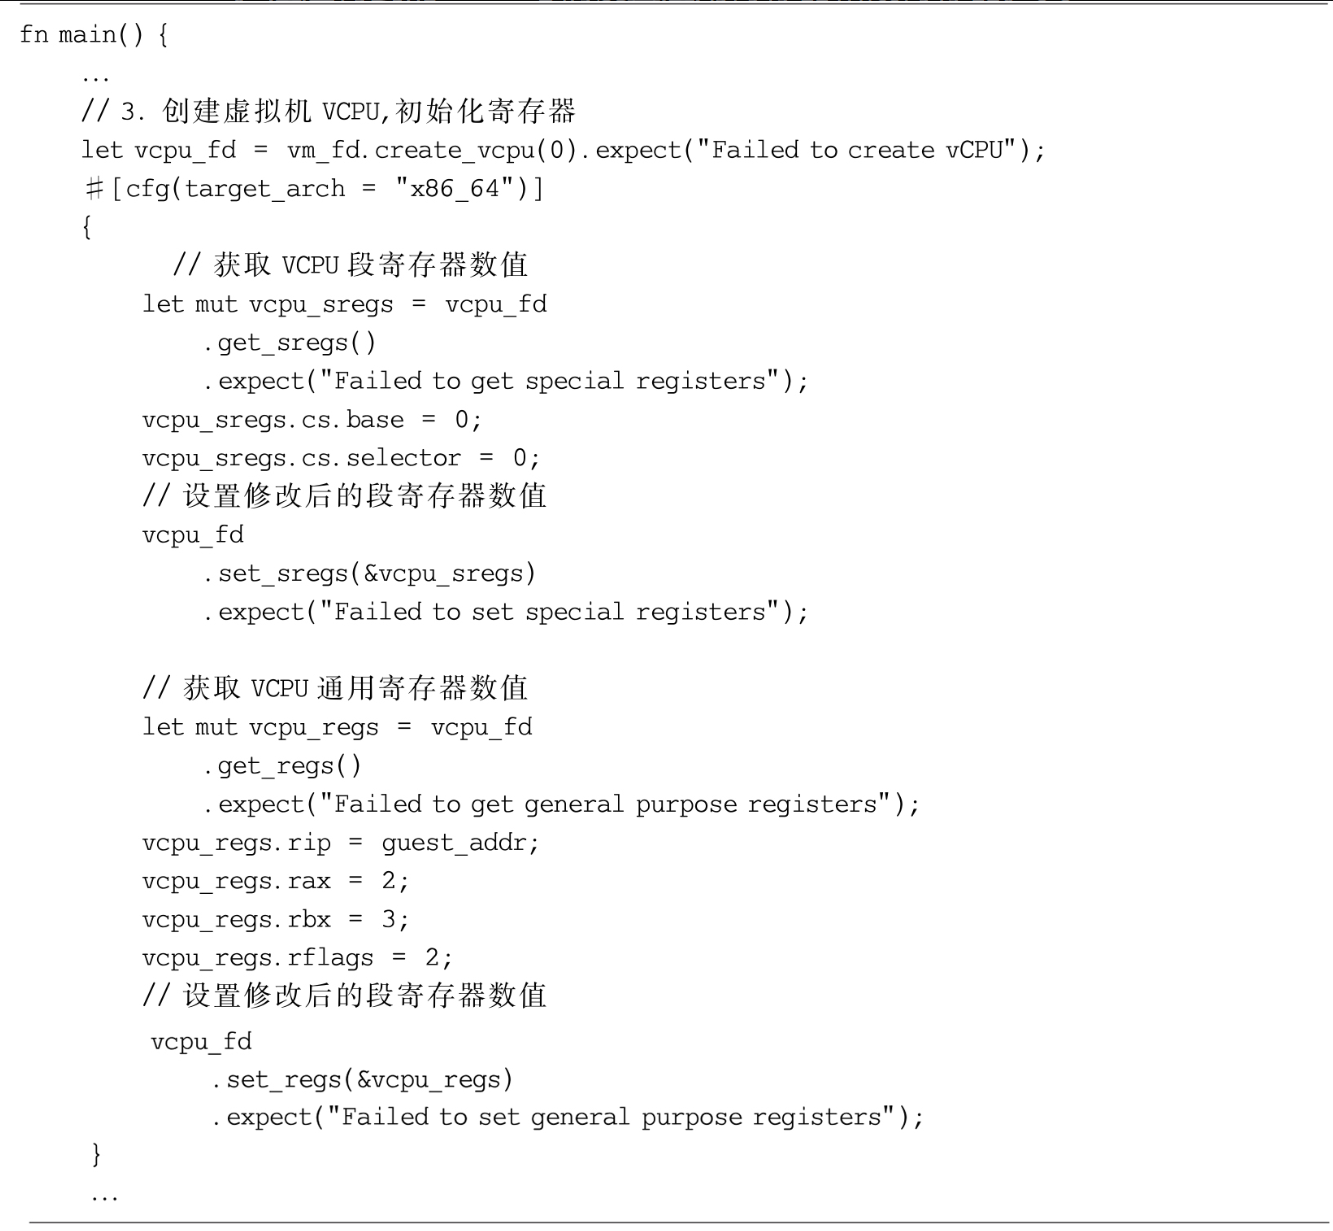 fn main() {
...
// 3. 创建虚拟机 VCPU,初始化寄存器
let vcpu_fd = vm_fd.create_vcpu(0).expect("Failed to create vCPU");
#[cfg(target_arch = "x86_64")]
{
// 获取 VCPU 段寄存器数值
let mut vcpu_sregs = vcpu_fd
.get_sregs()
.expect("Failed to get special registers");
vcpu_sregs.cs.base = 0;
vcpu_sregs.cs.selector = 0;
// 设置修改后的段寄存器数值
vcpu_fd
.set_sregs(&vcpu_sregs)
.expect("Failed to set special registers");
// 获取 VCPU 通用寄存器数值
let mut vcpu_regs = vcpu_fd
.get_regs()
.expect("Failed to get general purpose registers");
vcpu_regs.rip = guest_addr;
vcpu_regs.rax = 2;
vcpu_regs.rbx = 3;
vcpu_regs.rflags = 2;
// 设置修改后的段寄存器数值
vcpu_fd
.set_regs(&vcpu_regs)
.expect("Failed to set general purpose registers");
}
...